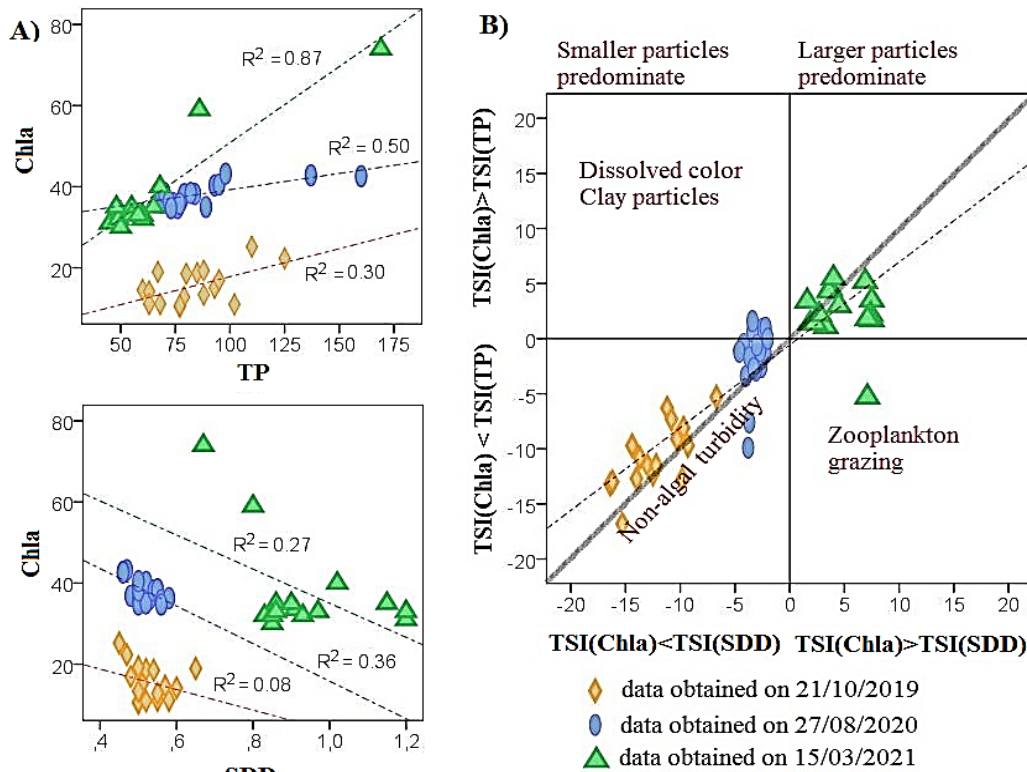 A)
80
60
40
20
Chla
R² = 0.87
R² = 0.50
R² = 0.30
50 75 100 125 150 175
TP
80
60
40
20
Chla
R² = 0.27
R² = 0.36
R² = 0.08
,4 ,6 ,8 1,0 1,2
SDD
B)
Smaller particles
predominate
Larger particles
predominate
TSI(Chla)>TSI(TP)
TSI(Chla) < TSI(TP)
20
15
10
5
0
-5
-10
-15
-20
Dissolved color
Clay particles
Non-algal turbidity
Zooplankton
grazing
-20 -15 -10 -5 0 5 10 15 20
TSI(Chla)<TSI(SDD) TSI(Chla)>TSI(SDD)
data obtained on 21/10/2019
data obtained on 27/08/2020
data obtained on 15/03/2021